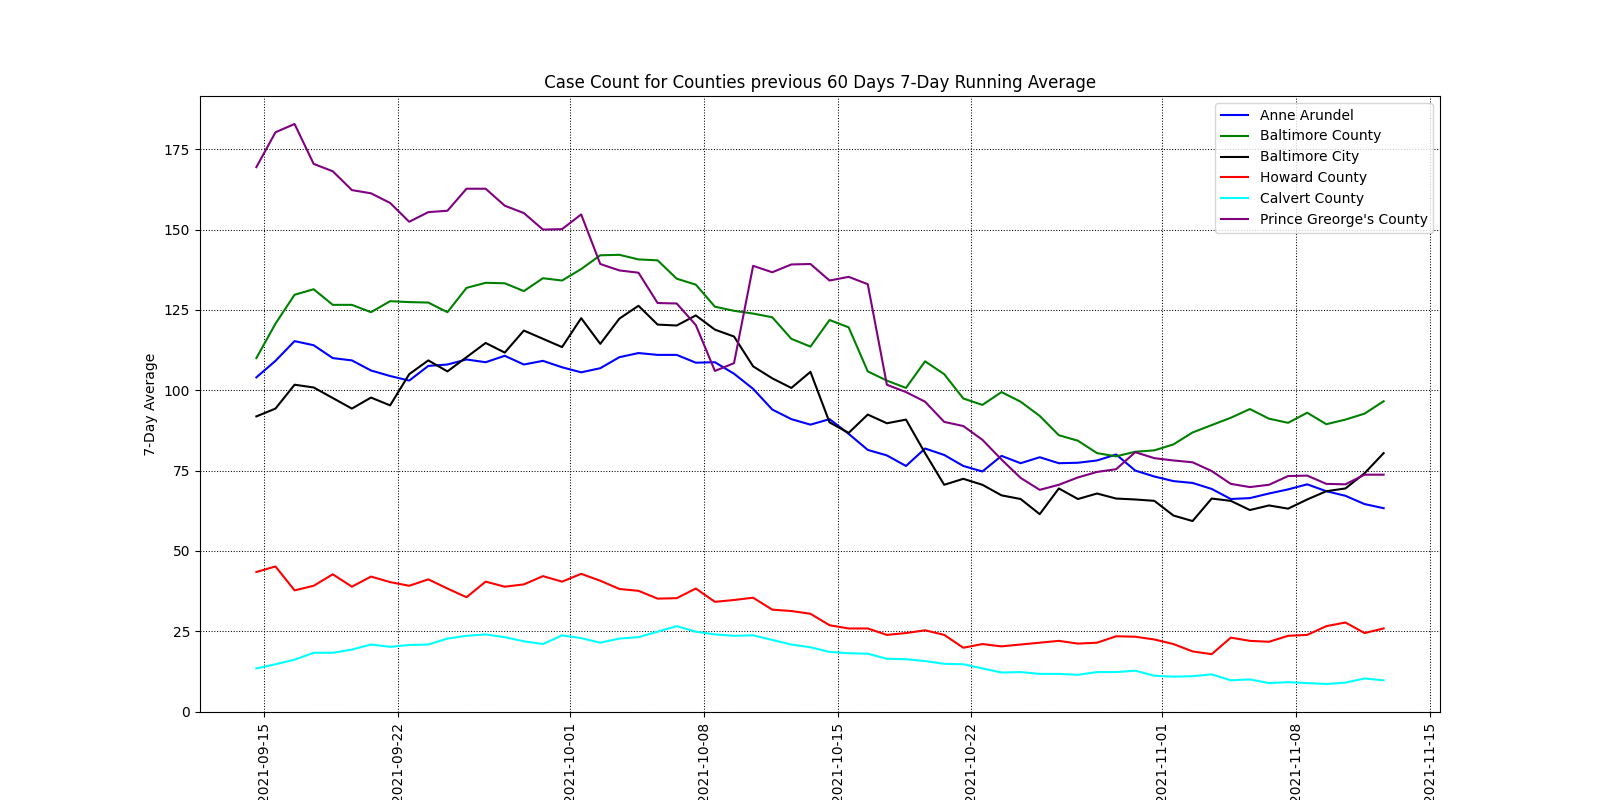 Case Count for Counties previous 60 Days 7-Day Running Average
Anne Arundel
Baltimore County
Baltimore City
Howard County
Calvert County
Prince Greorge's County
7-Day Average
175
150
125
100
75
50
25
0
2021-09-15
2021-09-22
2021-10-01
2021-10-08
2021-10-15
2021-10-22
2021-11-01
2021-11-08
2021-11-15